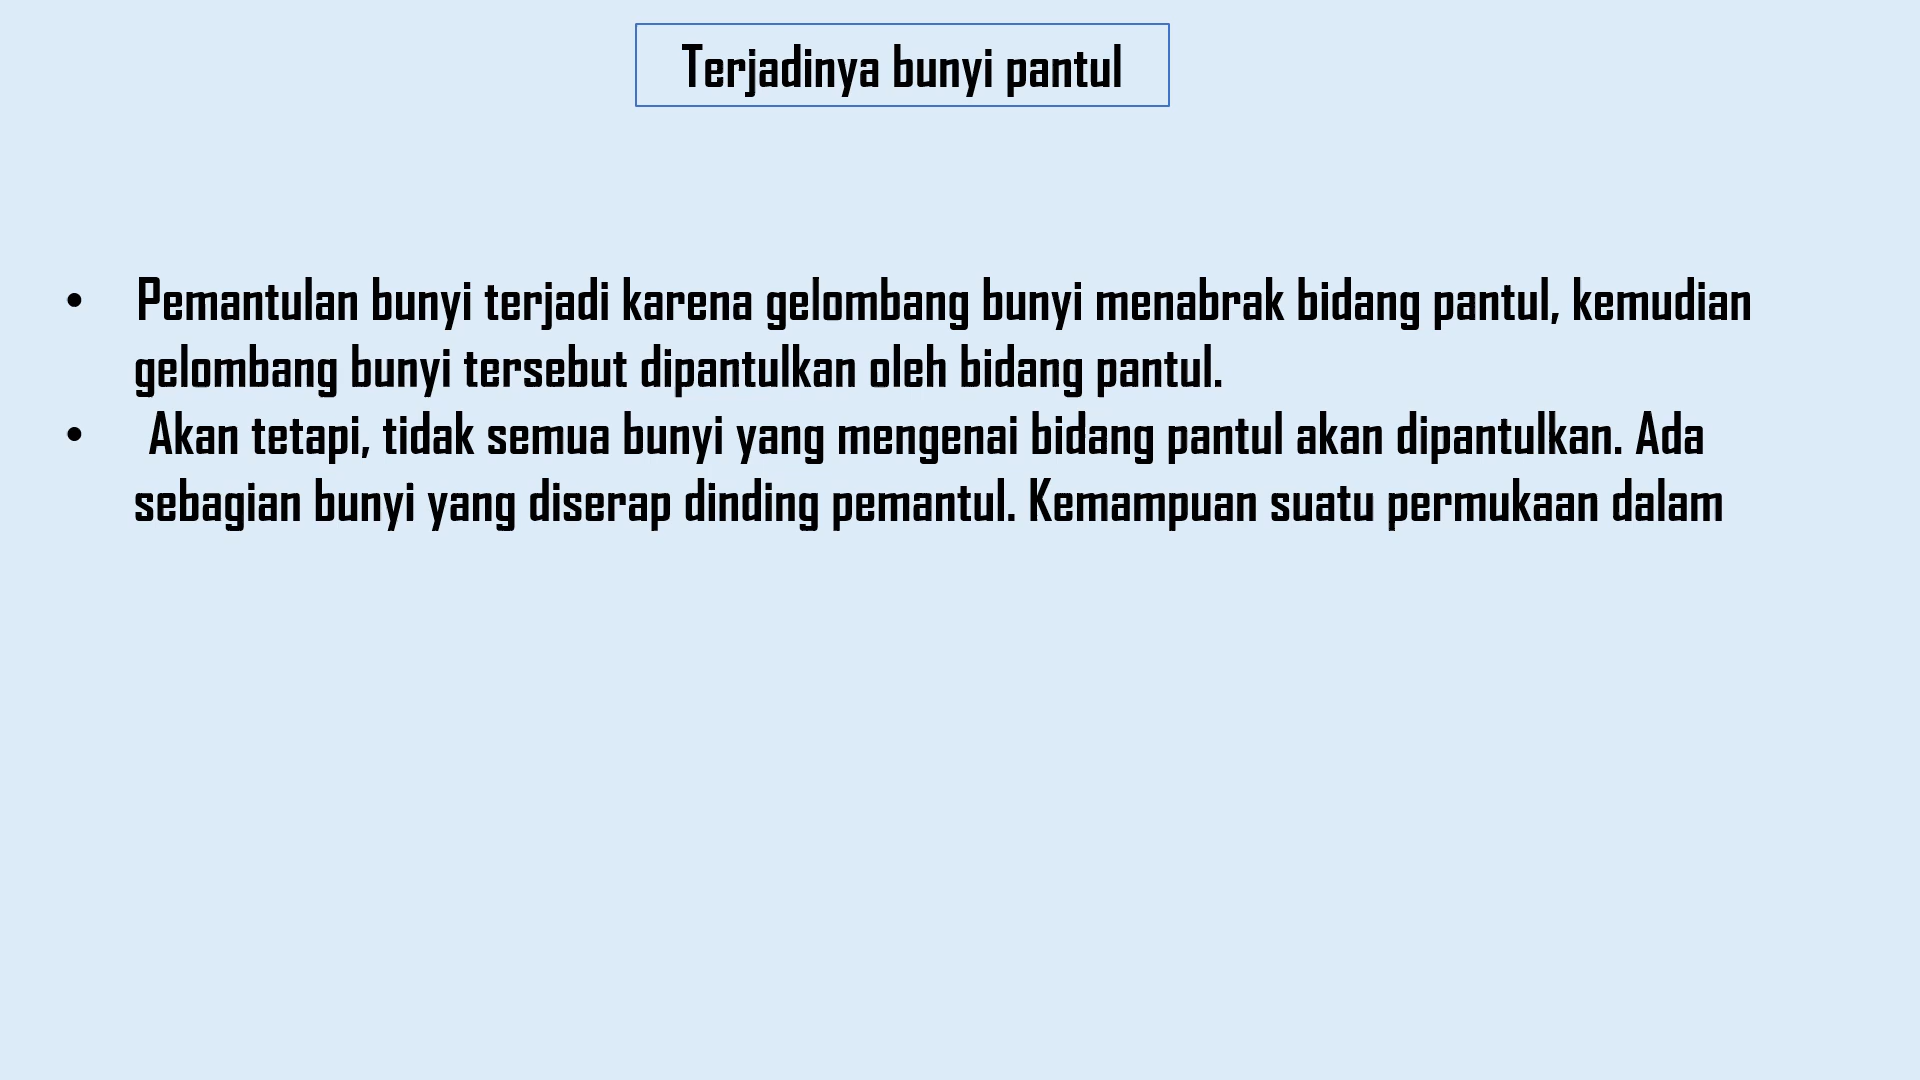 Terjadinya bunyi pantul
• Pemantulan bunyi terjadi karena gelombang bunyi menabrak bidang pantul, kemudian
gelombang bunyi tersebut dipantulkan oleh bidang pantul.
• Akan tetapi, tidak semua bunyi yang mengenai bidang pantul akan dipantulkan. Ada
sebagian bunyi yang diserap dinding pemantul. Kemampuan suatu permukaan dalam